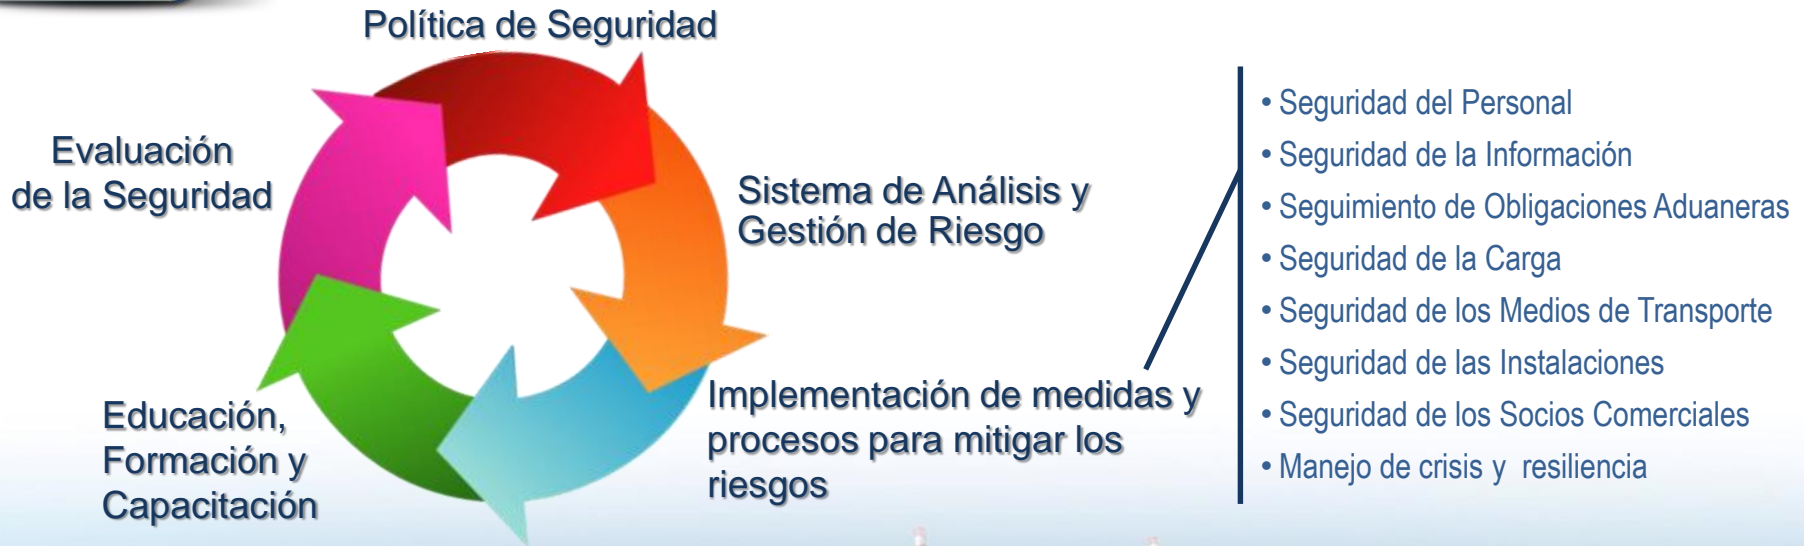 Política de Seguridad
Sistema de Análisis y
Gestión de Riesgo
Implementación de medidas y
procesos para mitigar los
riesgos
• Seguridad del Personal
• Seguridad de la Información
• Seguimiento de Obligaciones Aduaneras
• Seguridad de la Carga
• Seguridad de los Medios de Transporte
• Seguridad de las Instalaciones
• Seguridad de los Socios Comerciales
• Manejo de crisis y  resiliencia
Educación,
Formación y
Capacitación
Evaluación
de la Seguridad